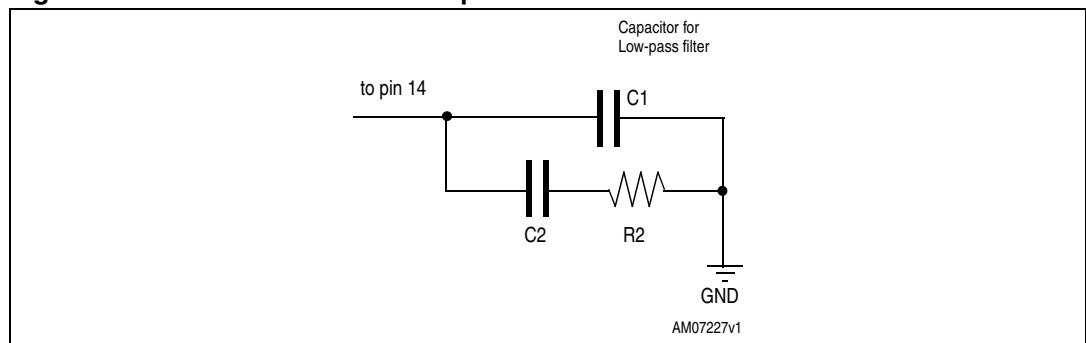 Capacitor for
Low-pass filter
to pin 14
C1
C2
R2
GND
AM07227v1